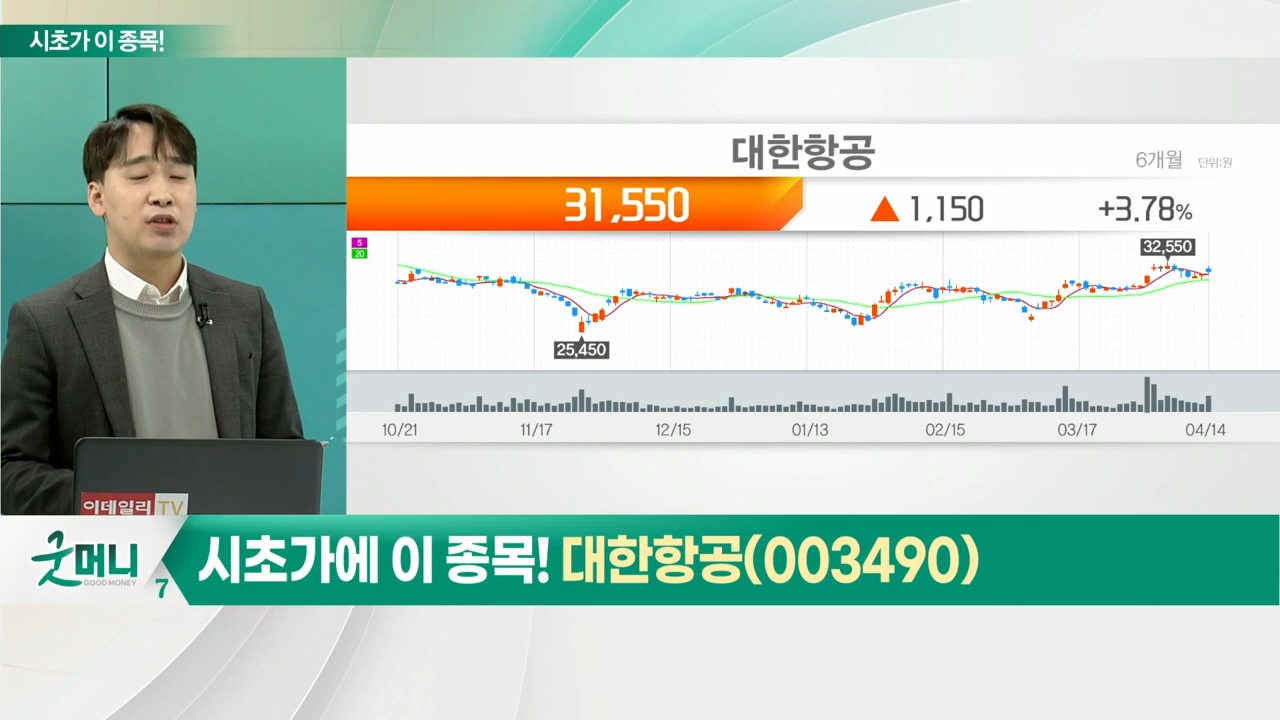 시초가 이 종목!
대한항공
6개월 단위:원
31,550 ▲ 1,150 +3.78%
5
20
32,550
25,450
10/21 11/17 12/15 01/13 02/15 03/17 04/14
이데일리 TV
굿머니
GOOD MONEY
7
시초가에 이 종목! 대한항공(003490)